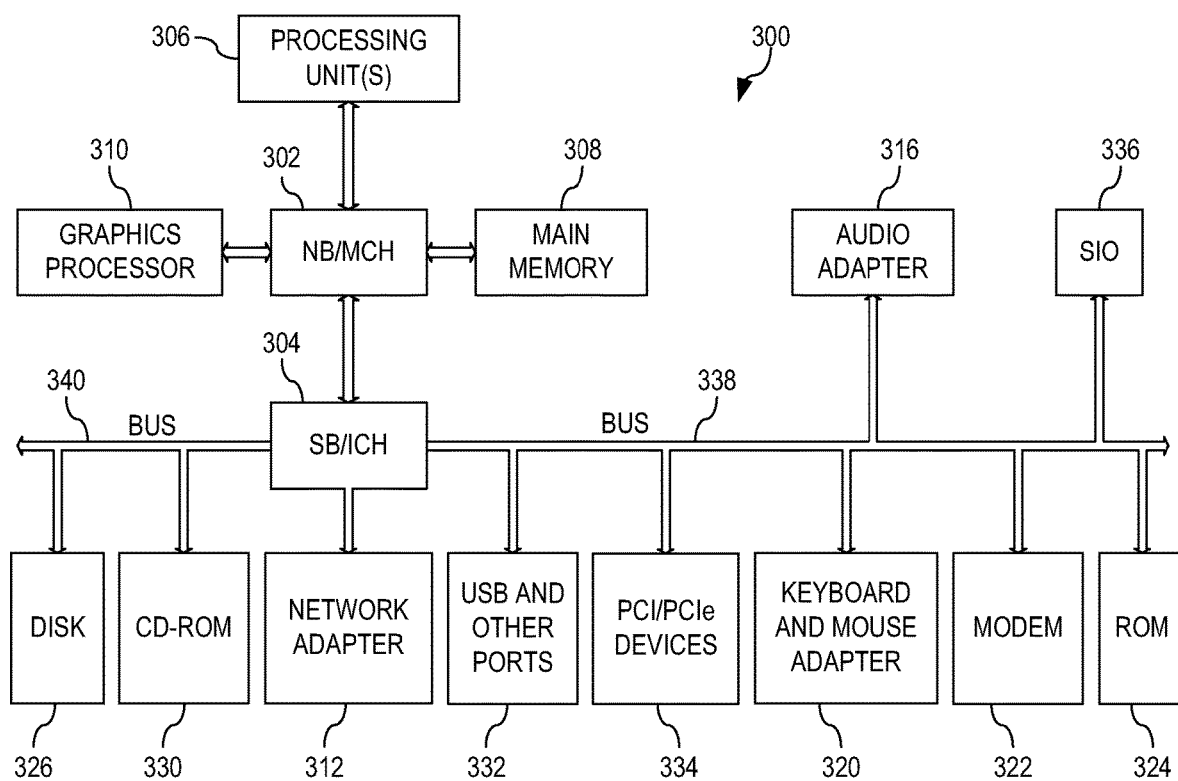 306
PROCESSING
UNIT(S)
300
310
302
308
316
336
GRAPHICS
PROCESSOR
NB/MCH
MAIN
MEMORY
AUDIO
ADAPTER
SIO
304
340
338
BUS
SB/ICH
BUS
DISK
CD-ROM
NETWORK
ADAPTER
USB AND
OTHER
PORTS
PCI/PCIe
DEVICES
KEYBOARD
AND MOUSE
ADAPTER
MODEM
ROM
326
330
312
332
334
320
322
324